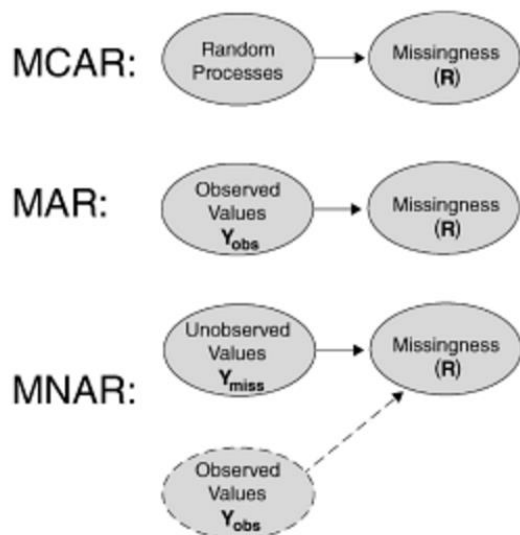 MCAR:
Random
Processes
Missingness
(R)
MAR:
Observed
Values
Yobs
Missingness
(R)
MNAR:
Unobserved
Values
Ymiss
Missingness
(R)
Observed
Values
Yobs